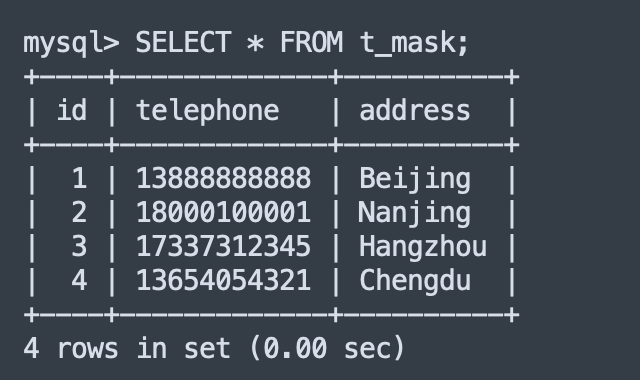 mysql> SELECT * FROM t_mask;
+----+-------------+----------+
| id | telephone   | address  |
+----+-------------+----------+
|  1 | 13888888888 | Beijing  |
|  2 | 18000100001 | Nanjing  |
|  3 | 17337312345 | Hangzhou |
|  4 | 13654054321 | Chengdu  |
+----+-------------+----------+
4 rows in set (0.00 sec)